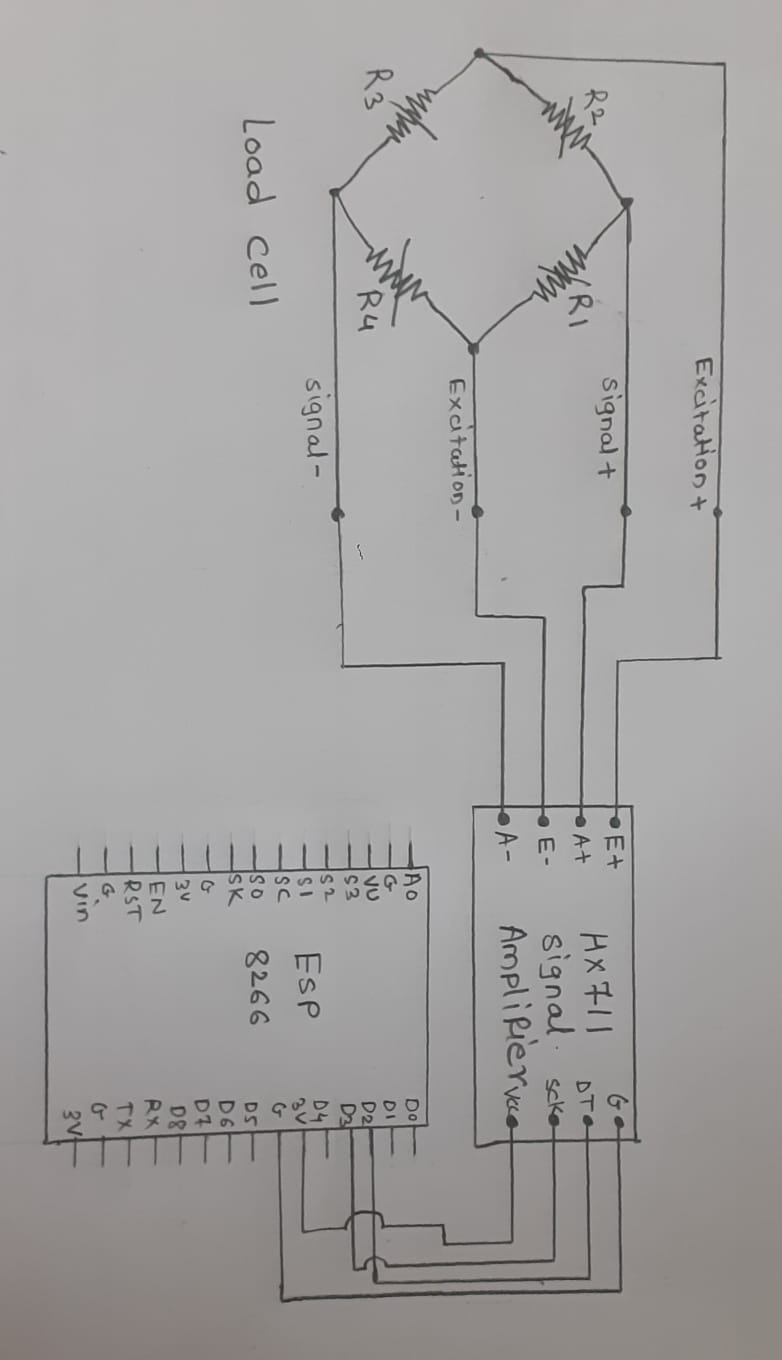 Excitation+
Signal+
R2
R1
Excitation-
R3
R4
signal-
Load cell
E+
A+
E-
A-
HX711
signal
Amplifier
G
DT
SCK
VCC
A0
G
VU
S3
S2
S1
SC
S0
SK
G
3V
EN
RST
G
Vin
ESP
8266
D0
D1
D2
D3
D4
3V
G
D5
D6
D7
D8
RX
TX
G
3V